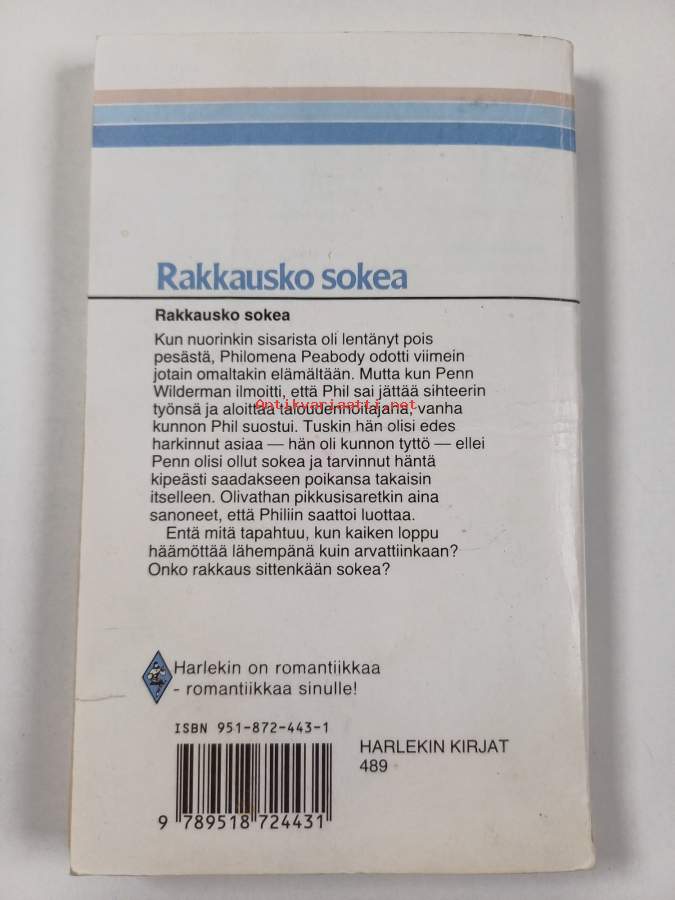 Rakkausko sokea
Rakkausko sokea
Kun nuorinkin sisarista oli lentänyt pois
pesästä, Philomena Peabody odotti viimein
jotain omaltakin elämältään. Mutta kun Penn
Wilderman ilmoitti, että Phil sai jättää sihteerin
työnsä ja aloittaa taloudenhoitajana, vanha
Antikvariaatti.net
kunnon Phil suostui. Tuskin hän olisi edes
harkinnut asiaa — hän oli kunnon tyttö — ellei
Penn olisi ollut sokea ja tarvinnut häntä
kipeästi saadakseen poikansa takaisin
itselleen. Olivathan pikkusisaretkin aina
sanoneet, että Philiin saattoi luottaa.
Entä mitä tapahtuu, kun kaiken loppu
häämöttää lähempänä kuin arvattiinkaan?
Onko rakkaus sittenkään sokea?
Harlekin on romantiikkaa
- romantiikkaa sinulle!
ISBN 951-872-443-1
HARLEKIN KIRJAT
489
9 789518 724431